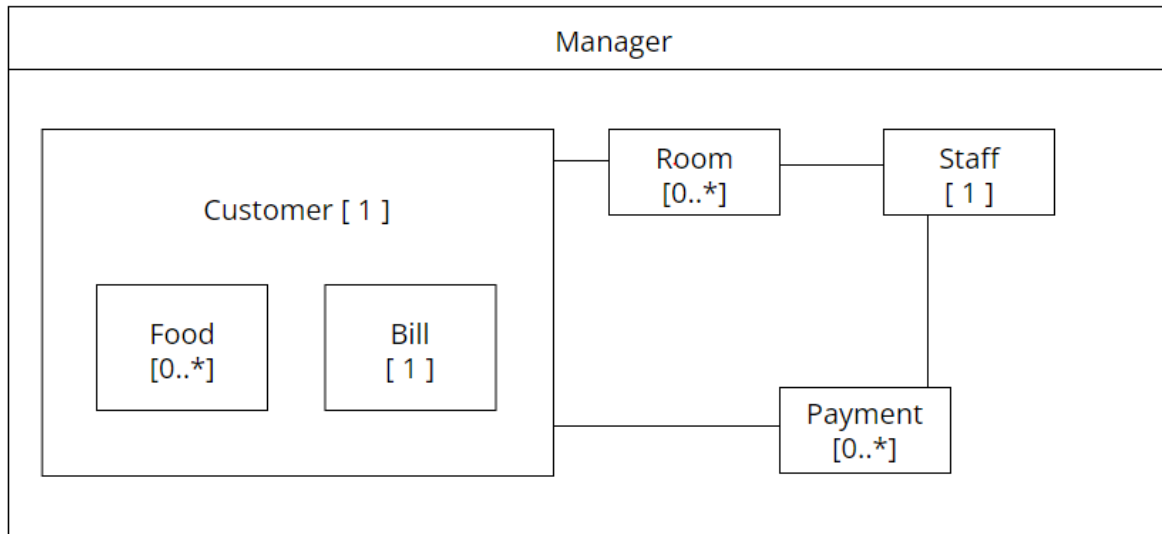 Manager
Room
[0..*]
Staff
[ 1 ]
Customer [ 1 ]
Food
[0..*]
Bill
[ 1 ]
Payment
[0..*]